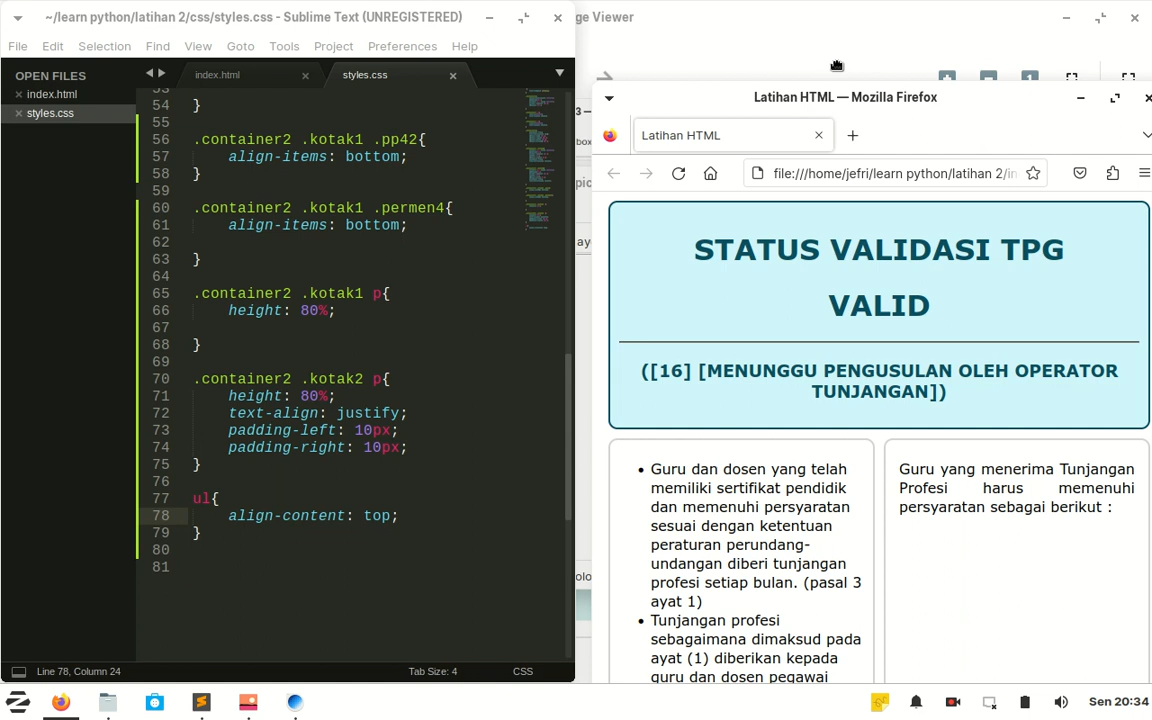 ~/learn python/latihan 2/css/styles.css - Sublime Text (UNREGISTERED)
ge Viewer
File Edit Selection Find View Goto Tools Project Preferences Help
OPEN FILES
index.html
styles.css
index.html
styles.css
53
54 }
55
56 .container2 .kotak1 .pp42{
57 align-items: bottom;
58 }
59
60 .container2 .kotak1 .permen4{
61 align-items: bottom;
62
63 }
64
65 .container2 .kotak1 p{
66 height: 80%;
67
68 }
69
70 .container2 .kotak2 p{
71 height: 80%;
72 text-align: justify;
73 padding-left: 10px;
74 padding-right: 10px;
75 }
76
77 ul{
78 align-content: top;
79 }
80
81
Line 78, Column 24
Tab Size: 4
CSS
1
3 —
box
pic
ay
olo
Latihan HTML — Mozilla Firefox
Latihan HTML
file:///home/jefri/learn python/latihan 2/in
STATUS VALIDASI TPG
VALID
([16] [MENUNGGU PENGUSULAN OLEH OPERATOR
TUNJANGAN])
• Guru dan dosen yang telah
memiliki sertifikat pendidik
dan memenuhi persyaratan
sesuai dengan ketentuan
peraturan perundang-
undangan diberi tunjangan
profesi setiap bulan. (pasal 3
ayat 1)
• Tunjangan profesi
sebagaimana dimaksud pada
ayat (1) diberikan kepada
guru dan dosen pegawai
Guru yang menerima Tunjangan
Profesi harus memenuhi
persyaratan sebagai berikut :
Sen 20:34